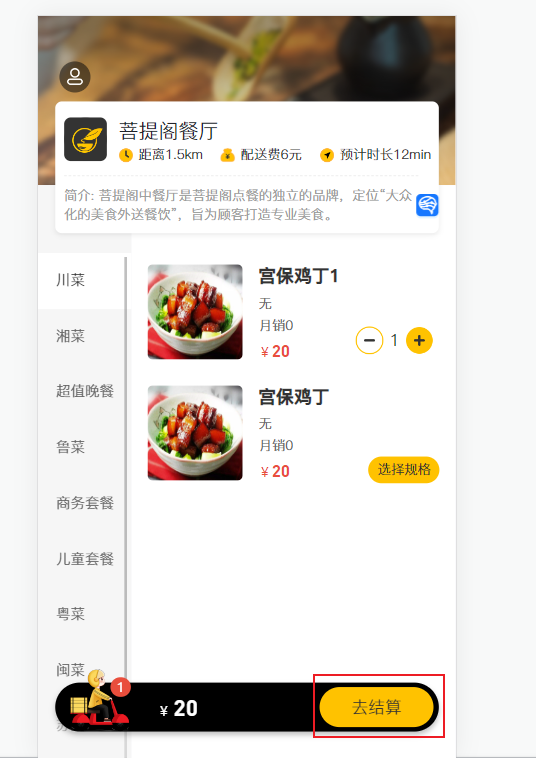 菩提阁餐厅
距离1.5km 配送费6元 预计时长12min
简介: 菩提阁中餐厅是菩提阁点餐的独立的品牌，定位“大众
化的美食外送餐饮”，旨为顾客打造专业美食。
川菜
湘菜
超值晚餐
鲁菜
商务套餐
儿童套餐
粤菜
闽菜
宫保鸡丁1
无
月销0
￥20
1
宫保鸡丁
无
月销0
￥20
选择规格
1
￥20
去结算